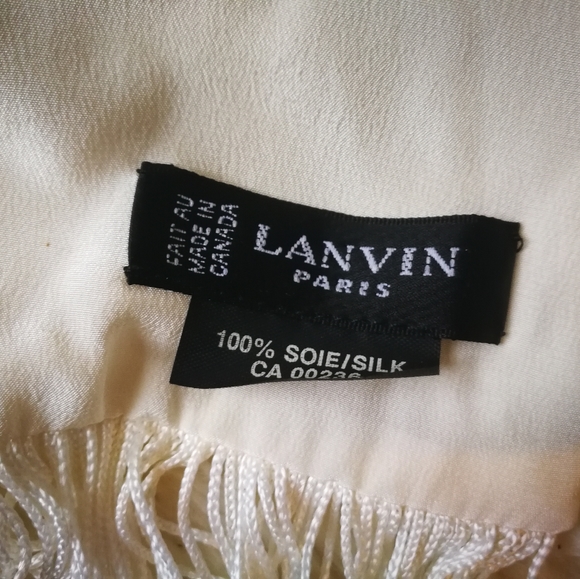 FAIT AU
MADE IN
CANADA
LANVIN
PARIS
100% SOIE/SILK
CA 00236